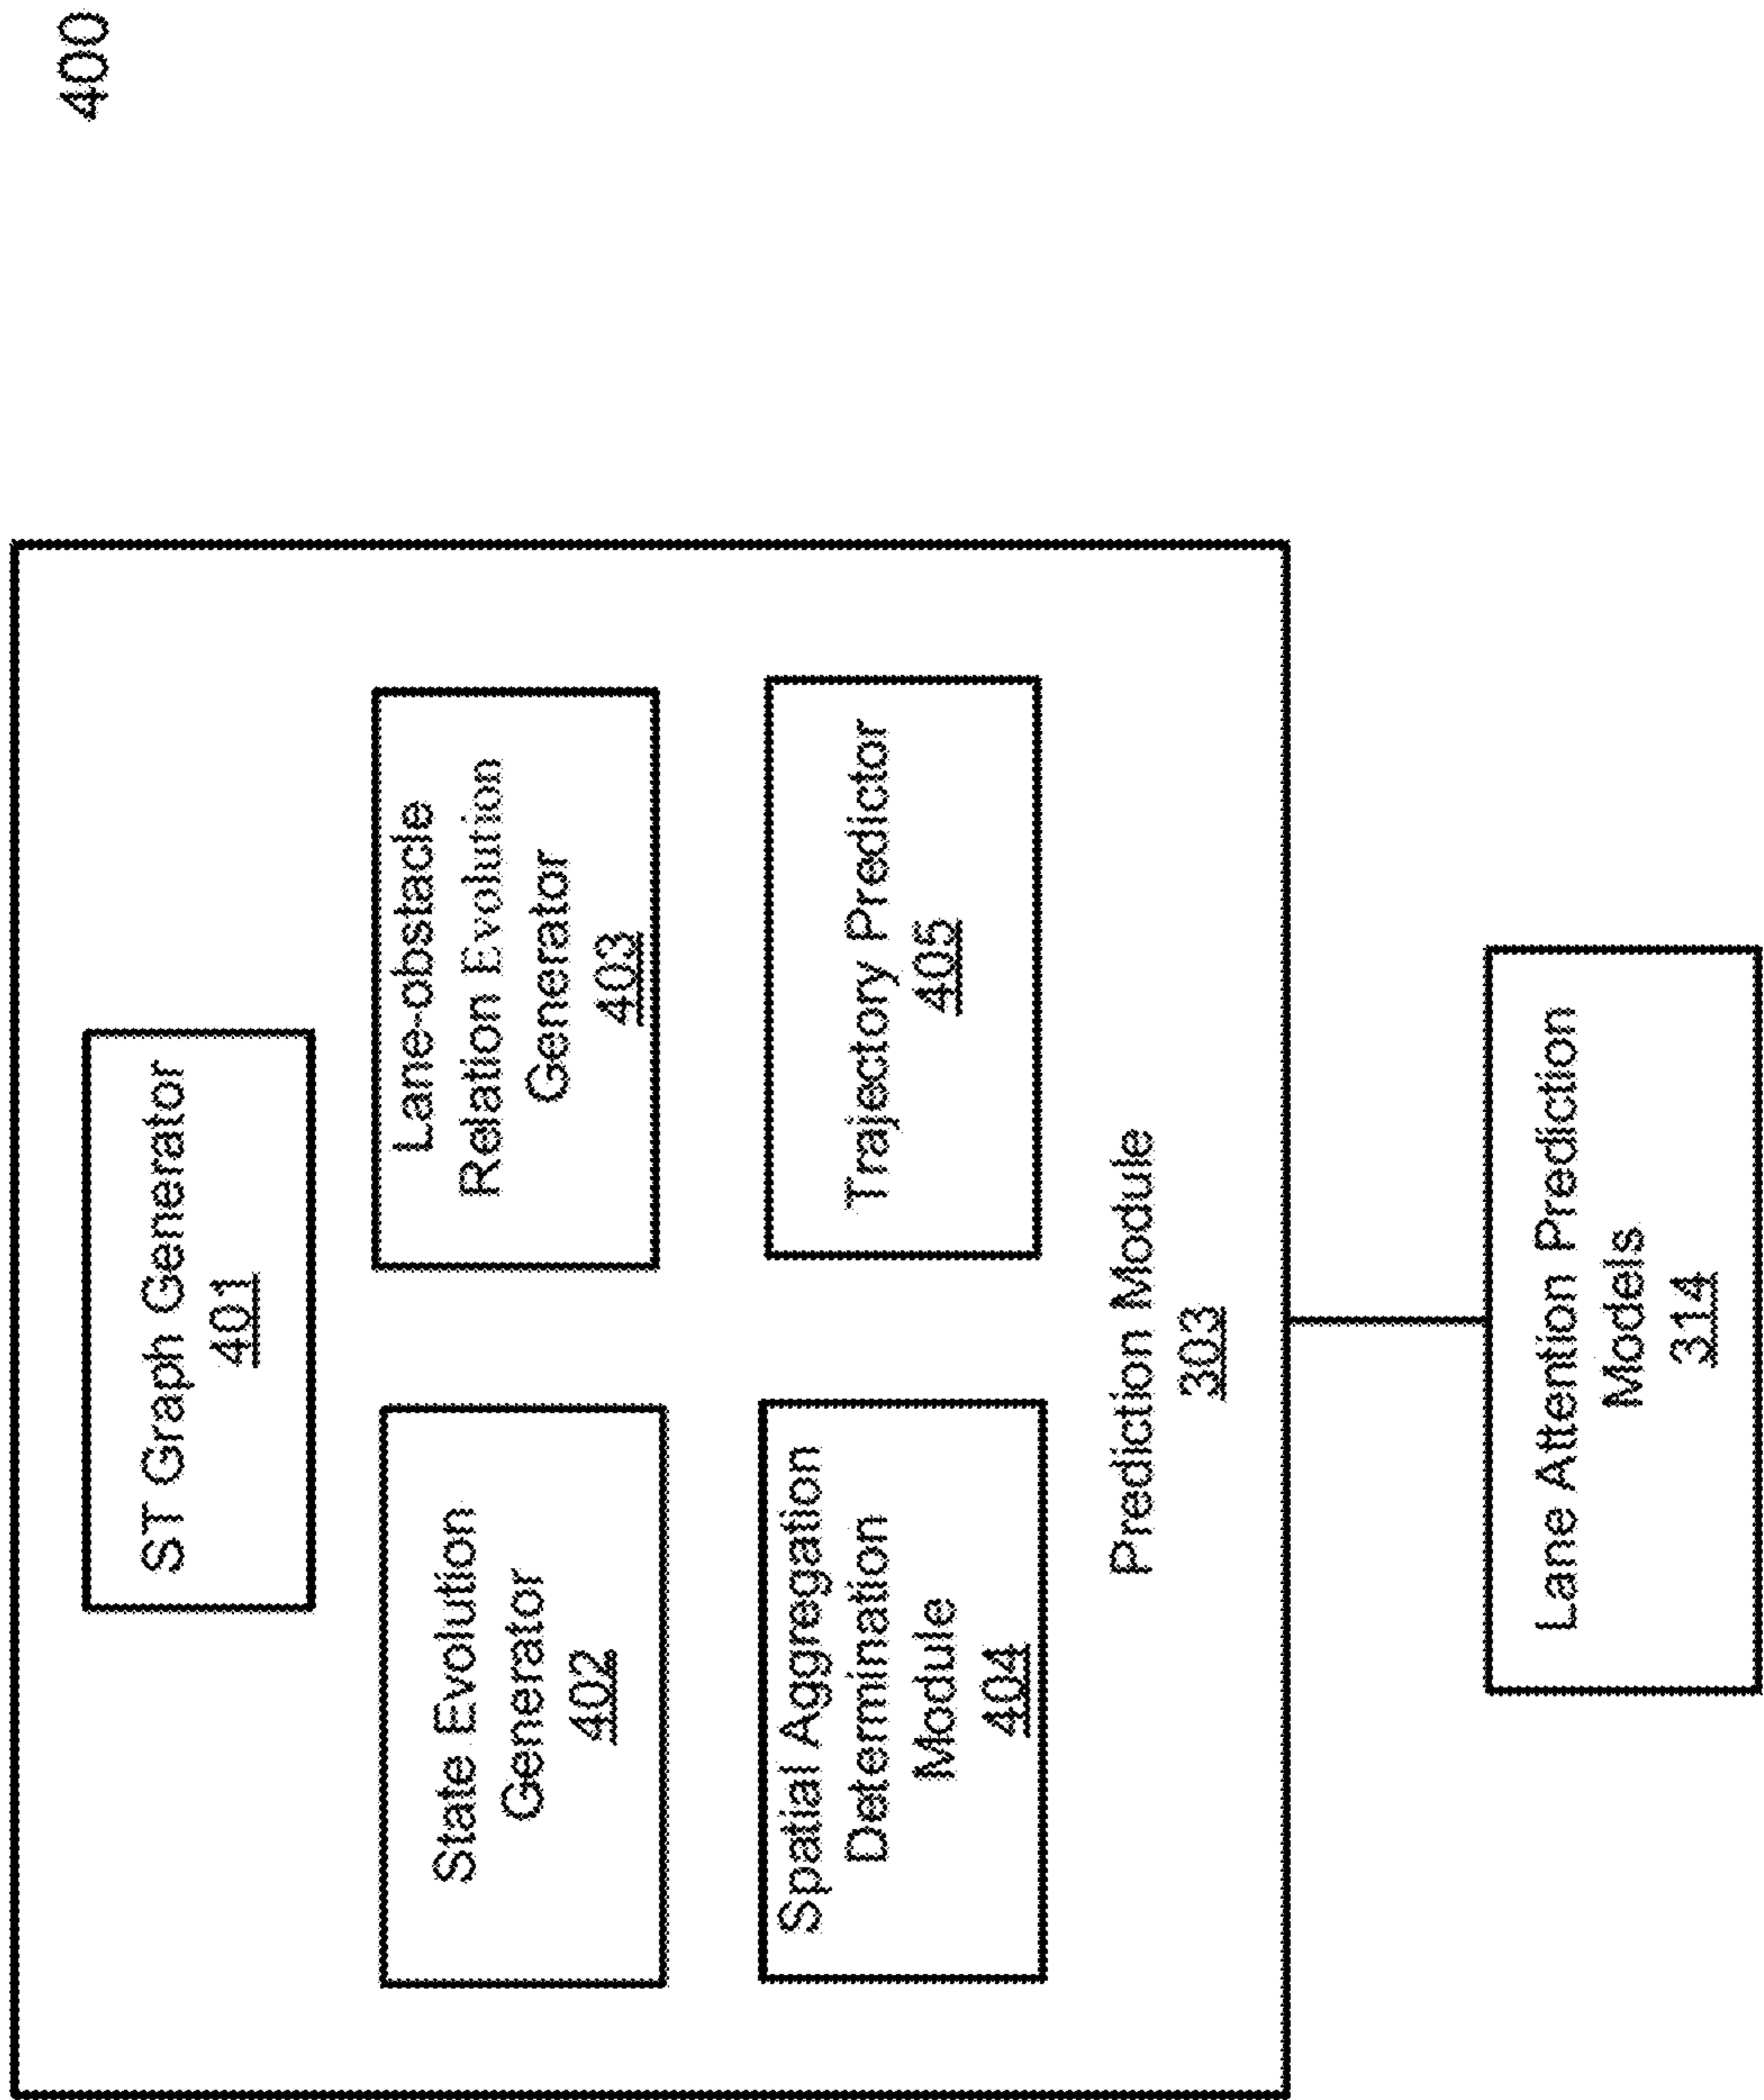 400
ST Graph Generator
401
State Evolution
Generator
402
Lane-obstacle
Relation Evolution
Generator
403
Spatial Aggregation
Determination
Module
404
Trajectory Predictor
405
Prediction Module
303
Lane Attention Prediction
Models
314